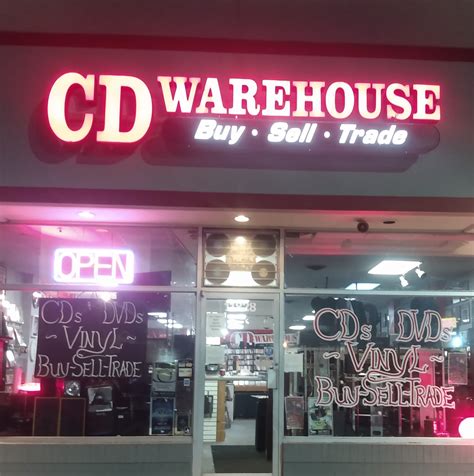 CD WAREHOUSE
Buy · Sell · Trade
OPEN
CDs DVDs
~ VINYL ~
BUY-SELL-TRADE
CDs DVDs
~ VINYL ~
BUY-SELL-TRADE